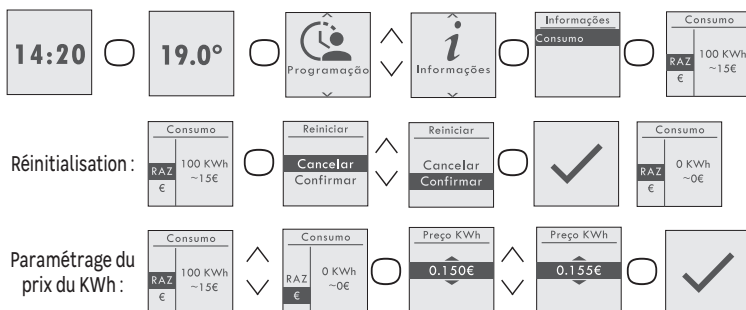 14:20
19.0°
Programação
i
Informações
Informações
Consumo
Consumo
RAZ
€
100 KWh
~15€
Réinitialisation :
Consumo
RAZ
€
100 KWh
~15€
Reiniciar
Cancelar
Confirmar
Reiniciar
Cancelar
Confirmar
Consumo
RAZ
€
0 KWh
~0€
Paramétrage du
prix du KWh :
Consumo
RAZ
€
100 KWh
~15€
Consumo
RAZ
€
0 KWh
~0€
Preço KWh
0.150€
Preço KWh
0.155€